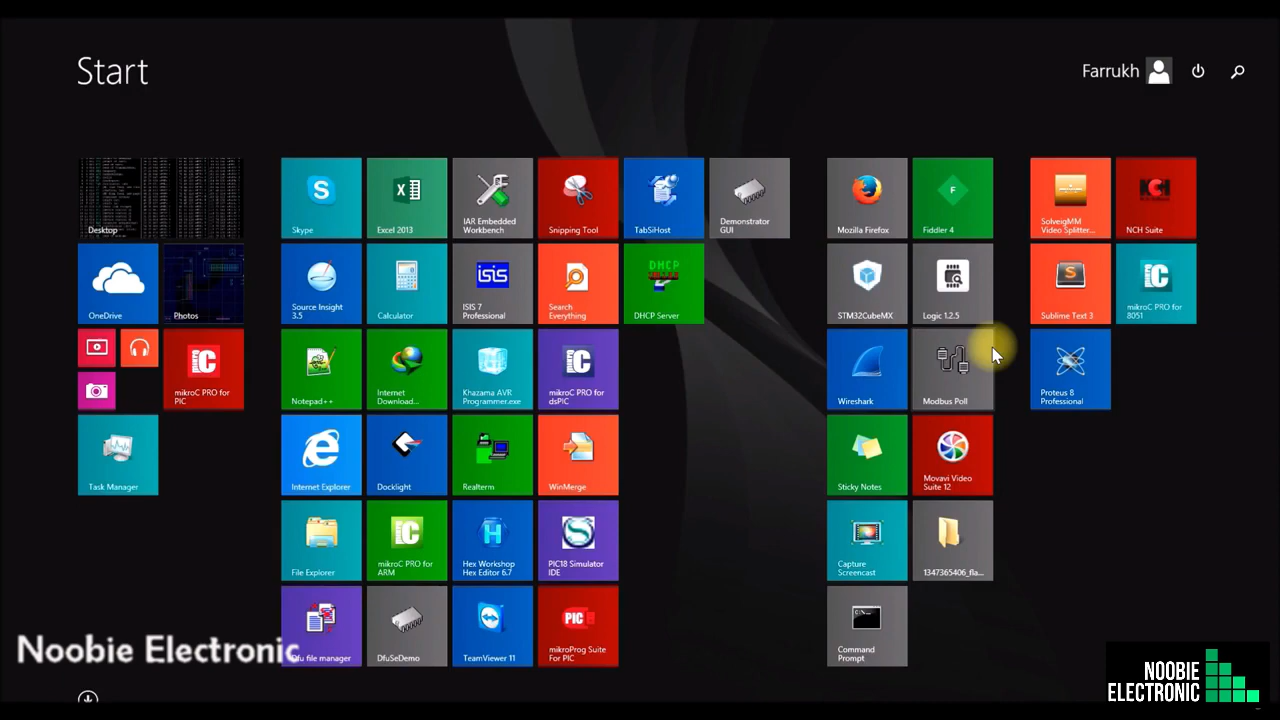 Start
Farrukh
Desktop
Skype
Excel 2013
IAR Embedded
Workbench
Snipping Tool
TabSiHost
Demonstrator
GUI
Mozilla Firefox
F
Fiddler 4
SolveigMM
Video Splitter...
NCH
NCH Suite
OneDrive
Photos
Source Insight
3.5
Calculator
isis
ISIS 7
Professional
Search
Everything
DHCP
DHCP Server
STM32CubeMX
Logic 1.2.5
Sublime Text 3
mikroC PRO for
8051
mikroC PRO for
PIC
Notepad++
Internet
Download...
Khazama AVR
Programmer.exe
mikroC PRO for
dsPIC
Wireshark
Modbus Poll
Proteus 8
Professional
Task Manager
Internet Explorer
Docklight
Realterm
WinMerge
Sticky Notes
Movavi Video
Suite 12
File Explorer
mikroC PRO for
ARM
Hex Workshop
Hex Editor 6.7
PIC18 Simulator
IDE
Capture
Screencast
1347365406_fla...
Dfu file manager
DfuSeDemo
TeamViewer 11
PIC
mikroProg Suite
For PIC
Command
Prompt
Noobie Electronic
NOOBIE
ELECTRONIC